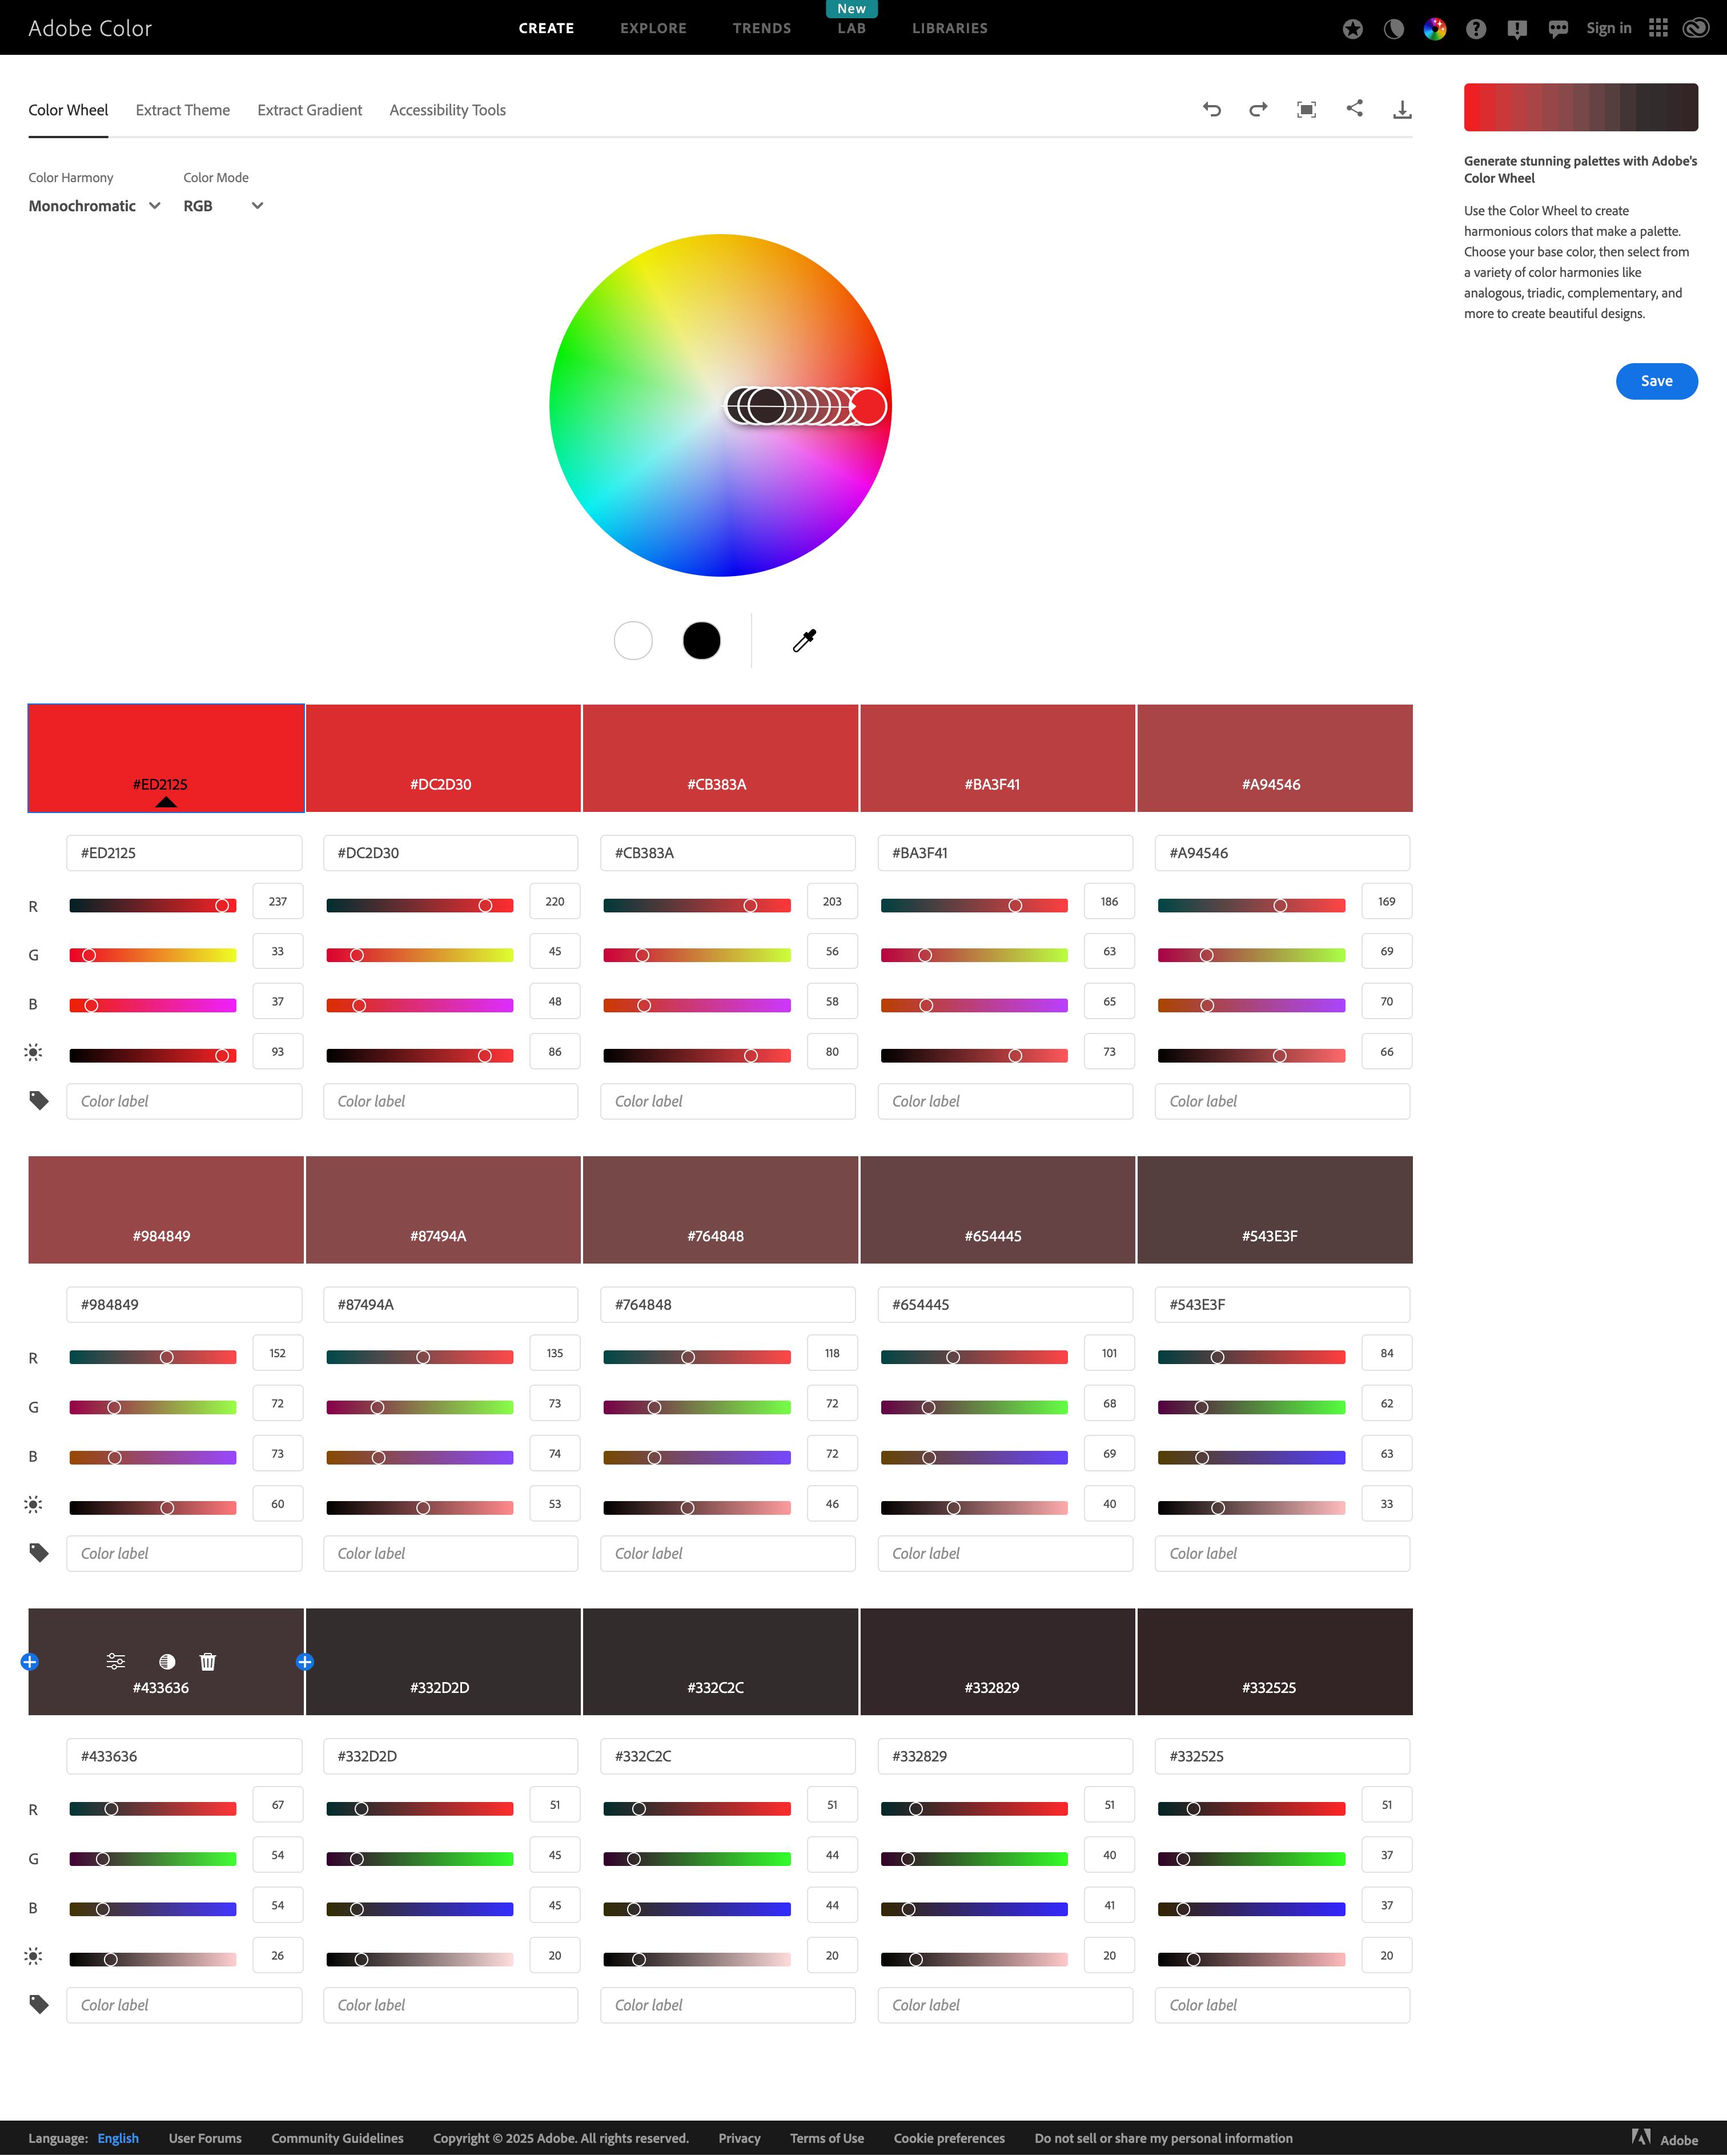 Adobe Color
CREATE EXPLORE TRENDS New LAB LIBRARIES
Sign in
Color Wheel Extract Theme Extract Gradient Accessibility Tools
Color Harmony Color Mode
Monochromatic RGB
Generate stunning palettes with Adobe's
Color Wheel
Use the Color Wheel to create
harmonious colors that make a palette.
Choose your base color, then select from
a variety of color harmonies like
analogous, triadic, complementary, and
more to create beautiful designs.
Save
#ED2125 #DC2D30 #CB383A #BA3F41 #A94546
#ED2125 #DC2D30 #CB383A #BA3F41 #A94546
R 237 220 203 186 169
G 33 45 56 63 69
B 37 48 58 65 70
93 86 80 73 66
Color label Color label Color label Color label Color label
#984849 #87494A #764848 #654445 #543E3F
#984849 #87494A #764848 #654445 #543E3F
R 152 135 118 101 84
G 72 73 72 68 62
B 73 74 72 69 63
60 53 46 40 33
Color label Color label Color label Color label Color label
#433636 #332D2D #332C2C #332829 #332525
#433636 #332D2D #332C2C #332829 #332525
R 67 51 51 51 51
G 54 45 44 40 37
B 54 45 44 41 37
26 20 20 20 20
Color label Color label Color label Color label Color label
Language: English User Forums Community Guidelines Copyright © 2025 Adobe. All rights reserved. Privacy Terms of Use Cookie preferences Do not sell or share my personal information Adobe